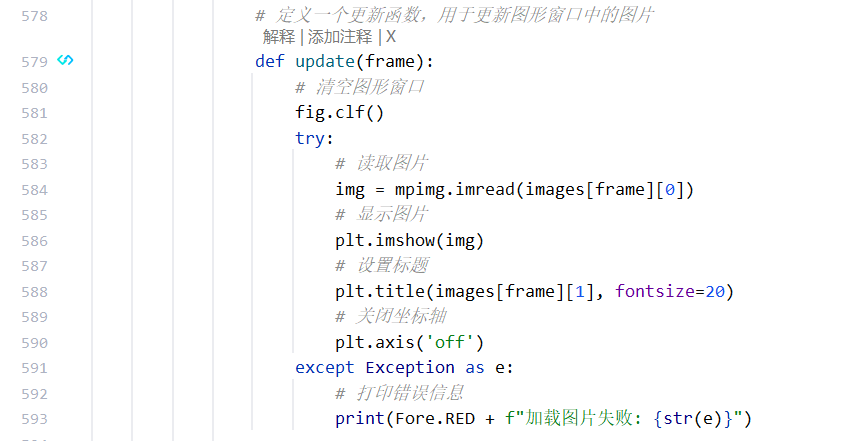 578 # 定义一个更新函数，用于更新图形窗口中的图片
解释 | 添加注释 | X
579 def update(frame):
580 # 清空图形窗口
581 fig.clf()
582 try:
583 # 读取图片
584 img = mpimg.imread(images[frame][0])
585 # 显示图片
586 plt.imshow(img)
587 # 设置标题
588 plt.title(images[frame][1], fontsize=20)
589 # 关闭坐标轴
590 plt.axis('off')
591 except Exception as e:
592 # 打印错误信息
593 print(Fore.RED + f"加载图片失败: {str(e)}")